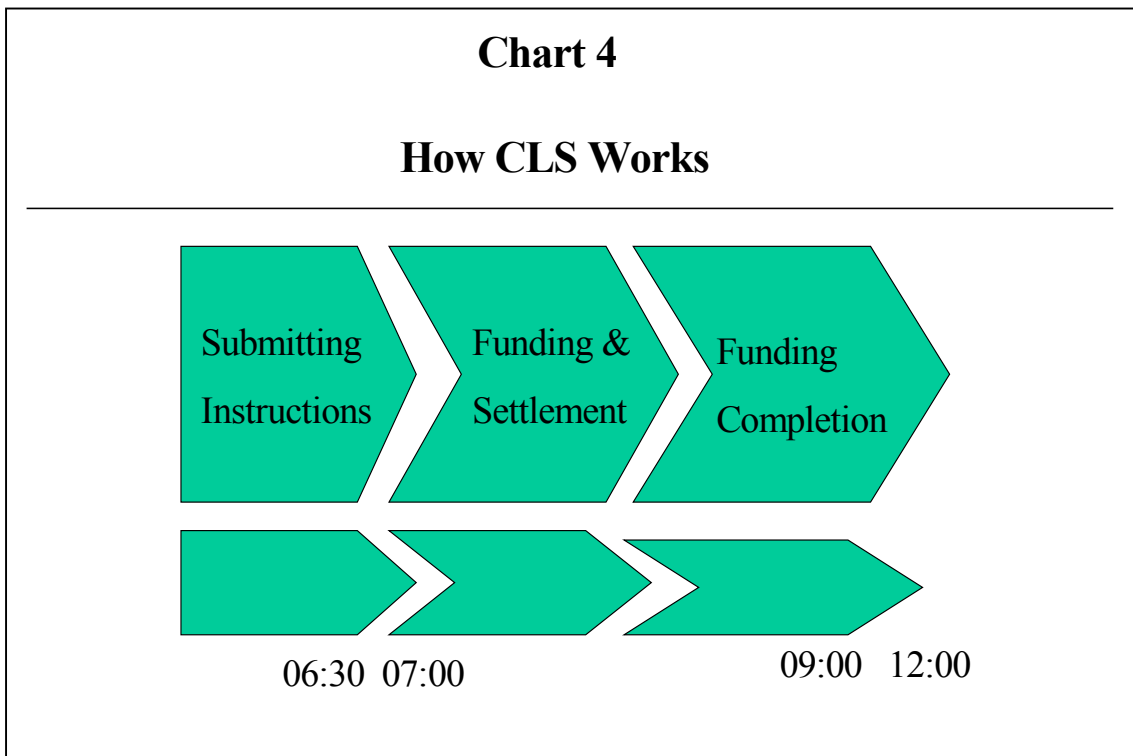 Chart 4
How CLS Works
Submitting
Instructions
Funding &
Settlement
Funding
Completion
06:30 07:00
09:00 12:00